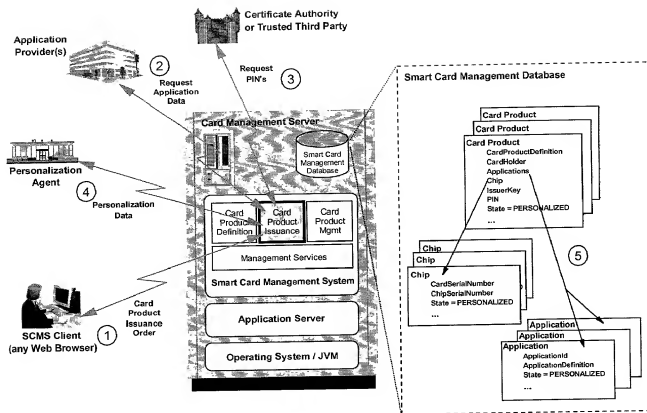 Certificate Authority
or Trusted Third Party
Application
Provider(s)
2
Request
Application
Data
Request
PIN's
3
Card Management Server
Smart Card
Management
Database
Personalization
Agent
4
Personalization
Data
Card
Product
Definition
Card
Product
Issuance
Card
Product
Mgmt
Management Services
Smart Card Management System
Card
Product
Issuance
Order
1
SCMS Client
(any Web Browser)
Application Server
Operating System / JVM
Smart Card Management Database
Card Product
Card Product
Card Product
CardProductDefinition
CardHolder
Applications
Chip
IssuerKey
PIN
State = PERSONALIZED
...
5
Chip
Chip
Chip
CardSerialNumber
ChipSerialNumber
State = PERSONALIZED
...
Application
Application
Application
ApplicationId
ApplicationDefinition
State = PERSONALIZED
...